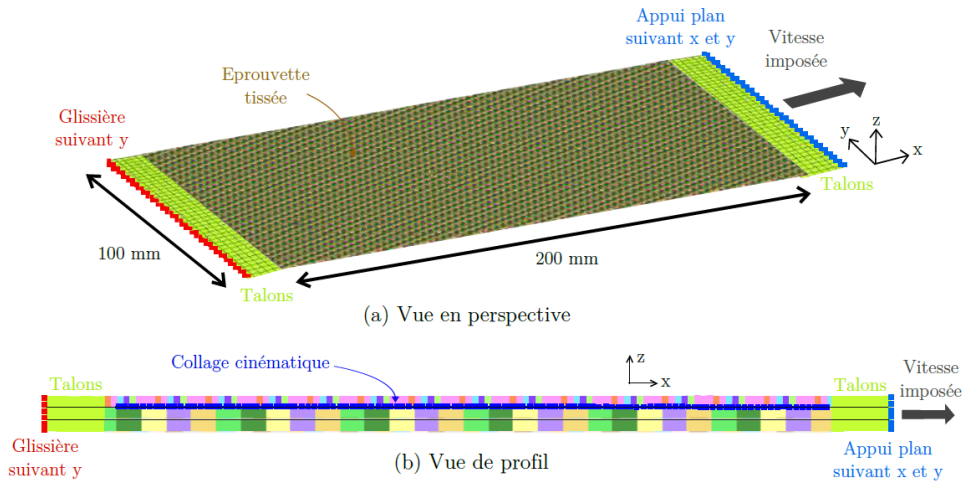 Appui plan
suivant x et y
Vitesse
imposée
Eprouvette
tissée
Glissière
suivant y
z
y
x
Talons
100 mm
200 mm
Talons
(a) Vue en perspective
Collage cinématique
z
x
Talons
Talons
Vitesse
imposée
Glissière
suivant y
(b) Vue de profil
Appui plan
suivant x et y